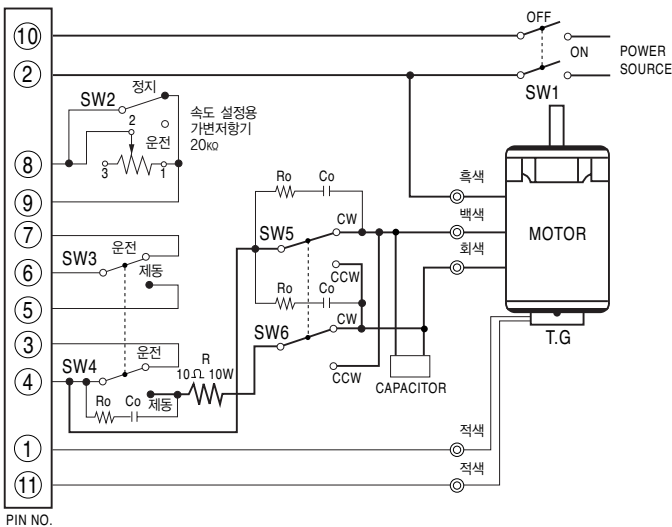 OFF
10
ON
POWER
SOURCE
2
SW1
정지
SW2
속도 설정용
가변저항기
20KΩ
2
운전
8
3
1
9
흑색
Ro
Co
CW
백색
7
SW5
MOTOR
운전
회색
6
SW3
제동
CCW
Ro
Co
CW
5
SW6
T.G
3
운전
R
SW4
10Ω 10W
4
CCW
CAPACITOR
Ro
Co
제동
적색
1
적색
11
PIN NO.